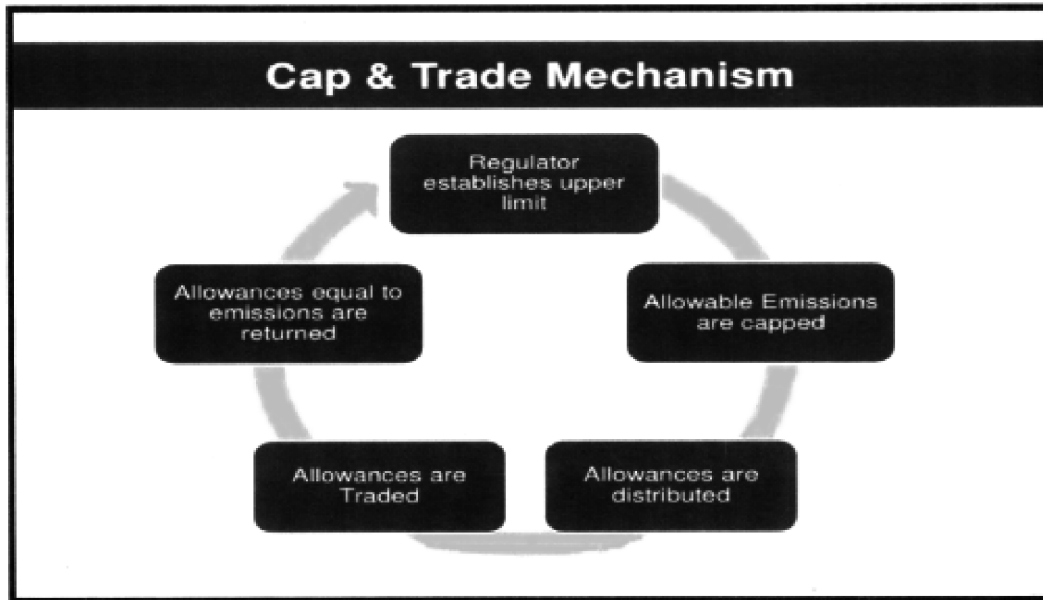 Cap & Trade Mechanism
Regulator
establishes upper
limit
Allowable Emissions
are capped
Allowances are
distributed
Allowances are
Traded
Allowances equal to
emissions are
returned